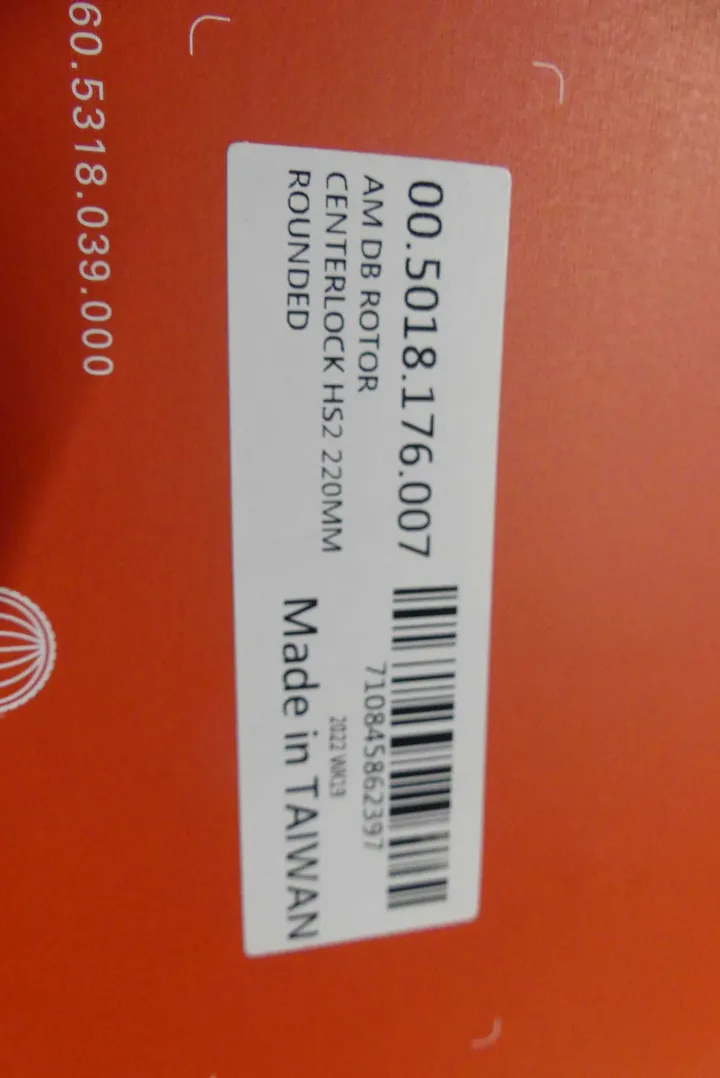 00.5018.176.007
AM DB ROTOR
CENTERLOCK HS2 220MM
ROUNDED
710845862397
2022 WK13
Made in TAIWAN
60.5318.039.000